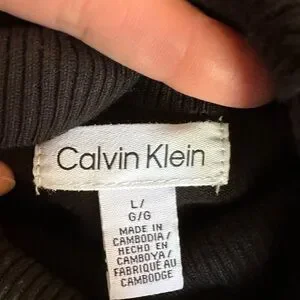 Calvin Klein
L/
G/G
MADE IN
CAMBODIA/
HECHO EN
CAMBOYA/
FABRIQUÉ AU
CAMBODGE